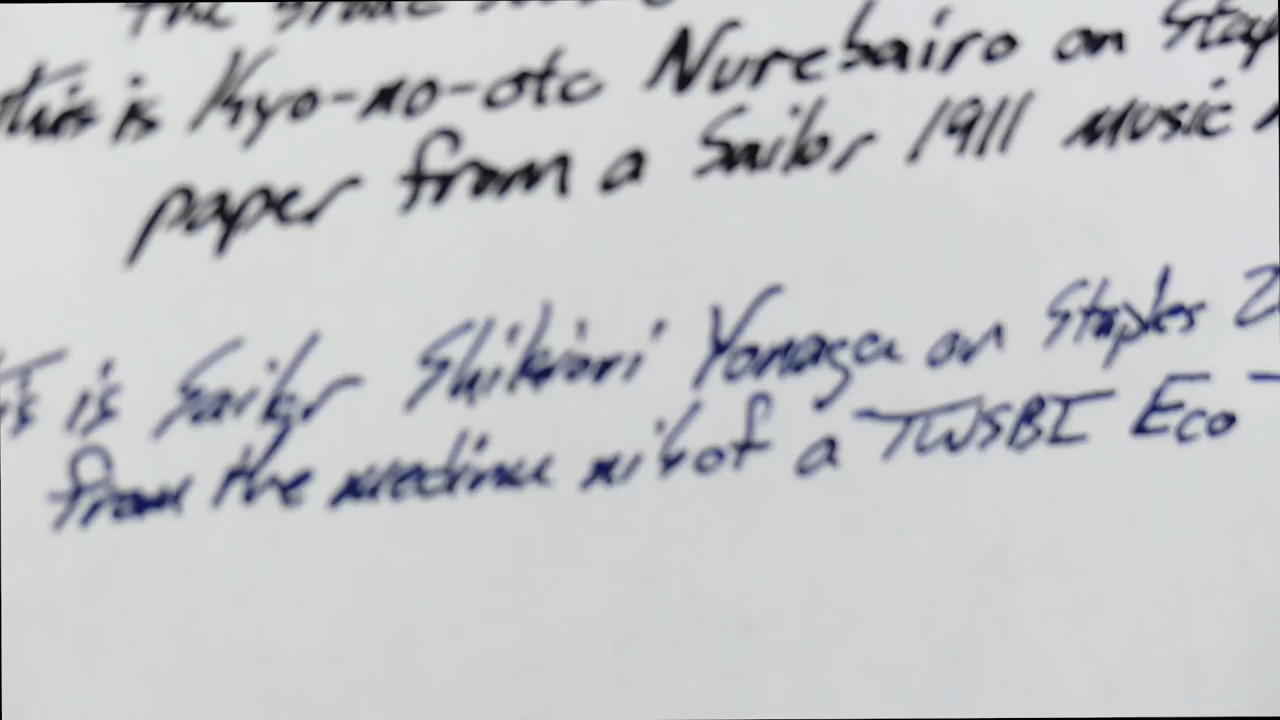 this is Kyo-no-oto Nurebairo on
paper from a Sailor 1911 music
is Sailor Shikiori Yonaga on Staples
from the medium nib of a TWSBI Eco